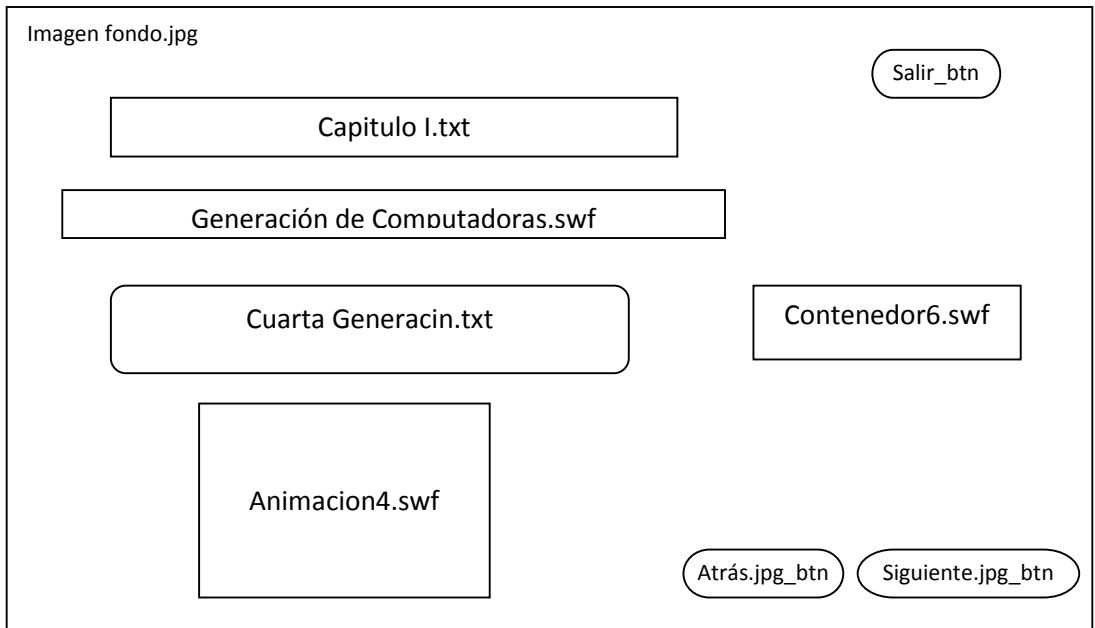 Imagen fondo.jpg
Salir_btn
Capitulo I.txt
Generación de Computadoras.swf
Cuarta Generacin.txt
Contenedor6.swf
Animacion4.swf
Atrás.jpg_btn
Siguiente.jpg_btn